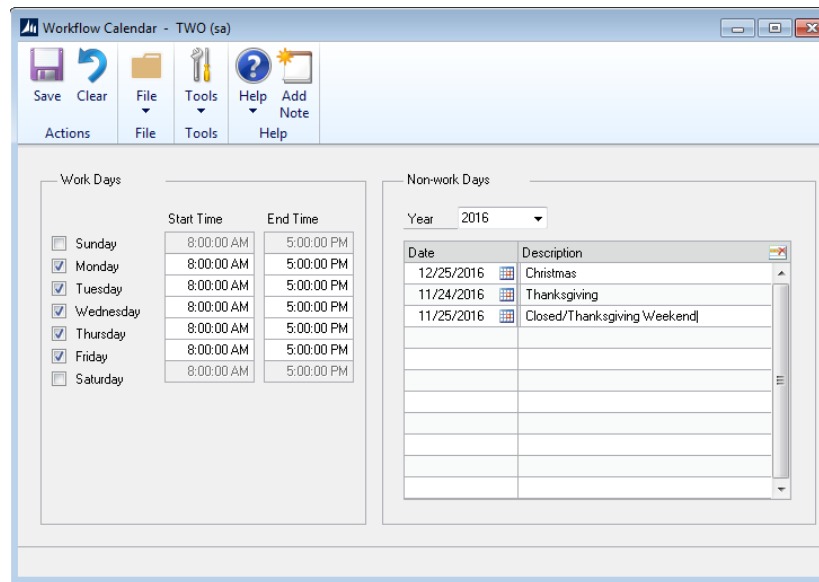 Workflow Calendar - TWO (sa)
Save Clear File Tools Help Add Note
Actions File Tools Help
Work Days
Start Time End Time
Sunday 8:00:00 AM 5:00:00 PM
Monday 8:00:00 AM 5:00:00 PM
Tuesday 8:00:00 AM 5:00:00 PM
Wednesday 8:00:00 AM 5:00:00 PM
Thursday 8:00:00 AM 5:00:00 PM
Friday 8:00:00 AM 5:00:00 PM
Saturday 8:00:00 AM 5:00:00 PM
Non-work Days
Year 2016
Date Description
12/25/2016 Christmas
11/24/2016 Thanksgiving
11/25/2016 Closed/Thanksgiving Weekend